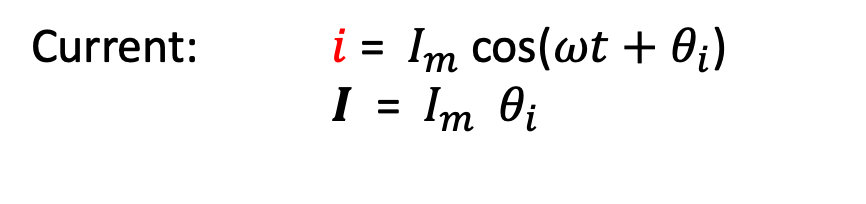 Current: i = Iₘ cos(ωt + θᵢ)
I = Iₘ θᵢ